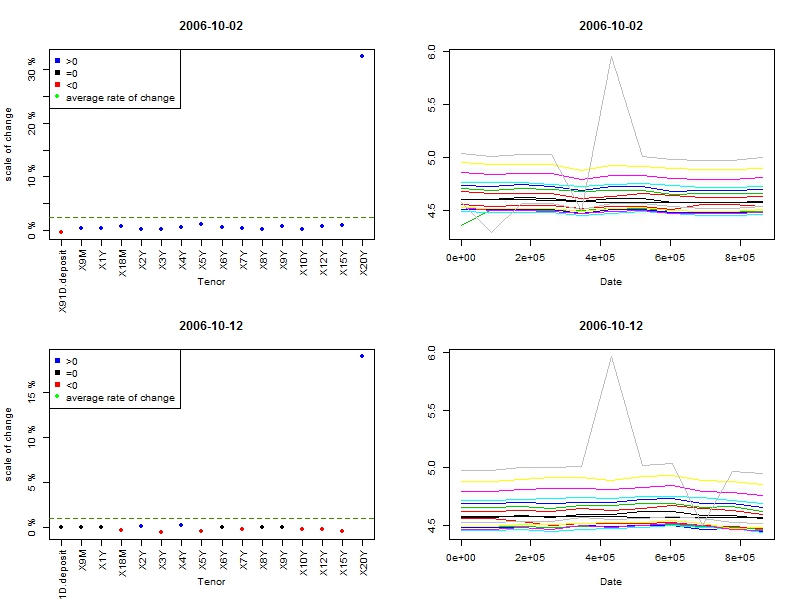 2006-10-02
scale of change
0 %
10 %
20 %
30 %
>0
=0
<0
average rate of change
X91D.deposit
X9M
X1Y
X18M
X2Y
X3Y
X4Y
X5Y
X6Y
X7Y
X8Y
X9Y
X10Y
X12Y
X15Y
X20Y
Tenor
2006-10-02
6.0
5.5
5.0
4.5
0e+00 2e+05 4e+05 6e+05 8e+05
Date
2006-10-12
scale of change
0 %
5 %
10 %
15 %
>0
=0
<0
average rate of change
1D.deposit
X9M
X1Y
X18M
X2Y
X3Y
X4Y
X5Y
X6Y
X7Y
X8Y
X9Y
X10Y
X12Y
X15Y
X20Y
Tenor
2006-10-12
6.0
5.5
5.0
4.5
0e+00 2e+05 4e+05 6e+05 8e+05
Date